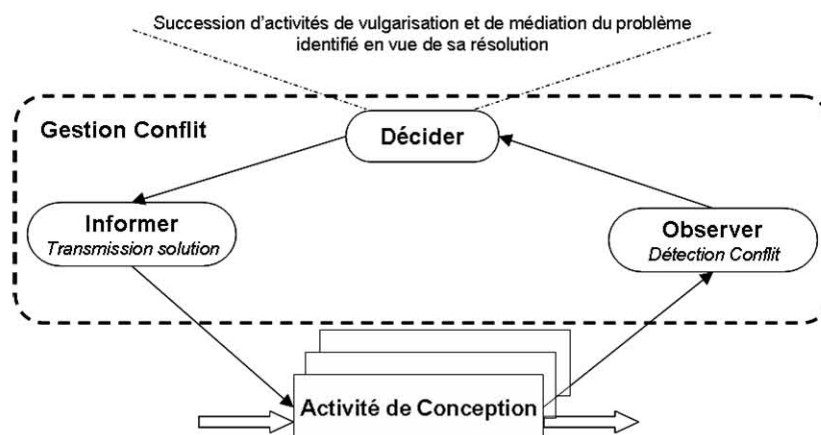 Succession d'activités de vulgarisation et de médiation du problème
identifié en vue de sa résolution
Gestion Conflit
Décider
Informer
Transmission solution
Observer
Détection Conflit
Activité de Conception